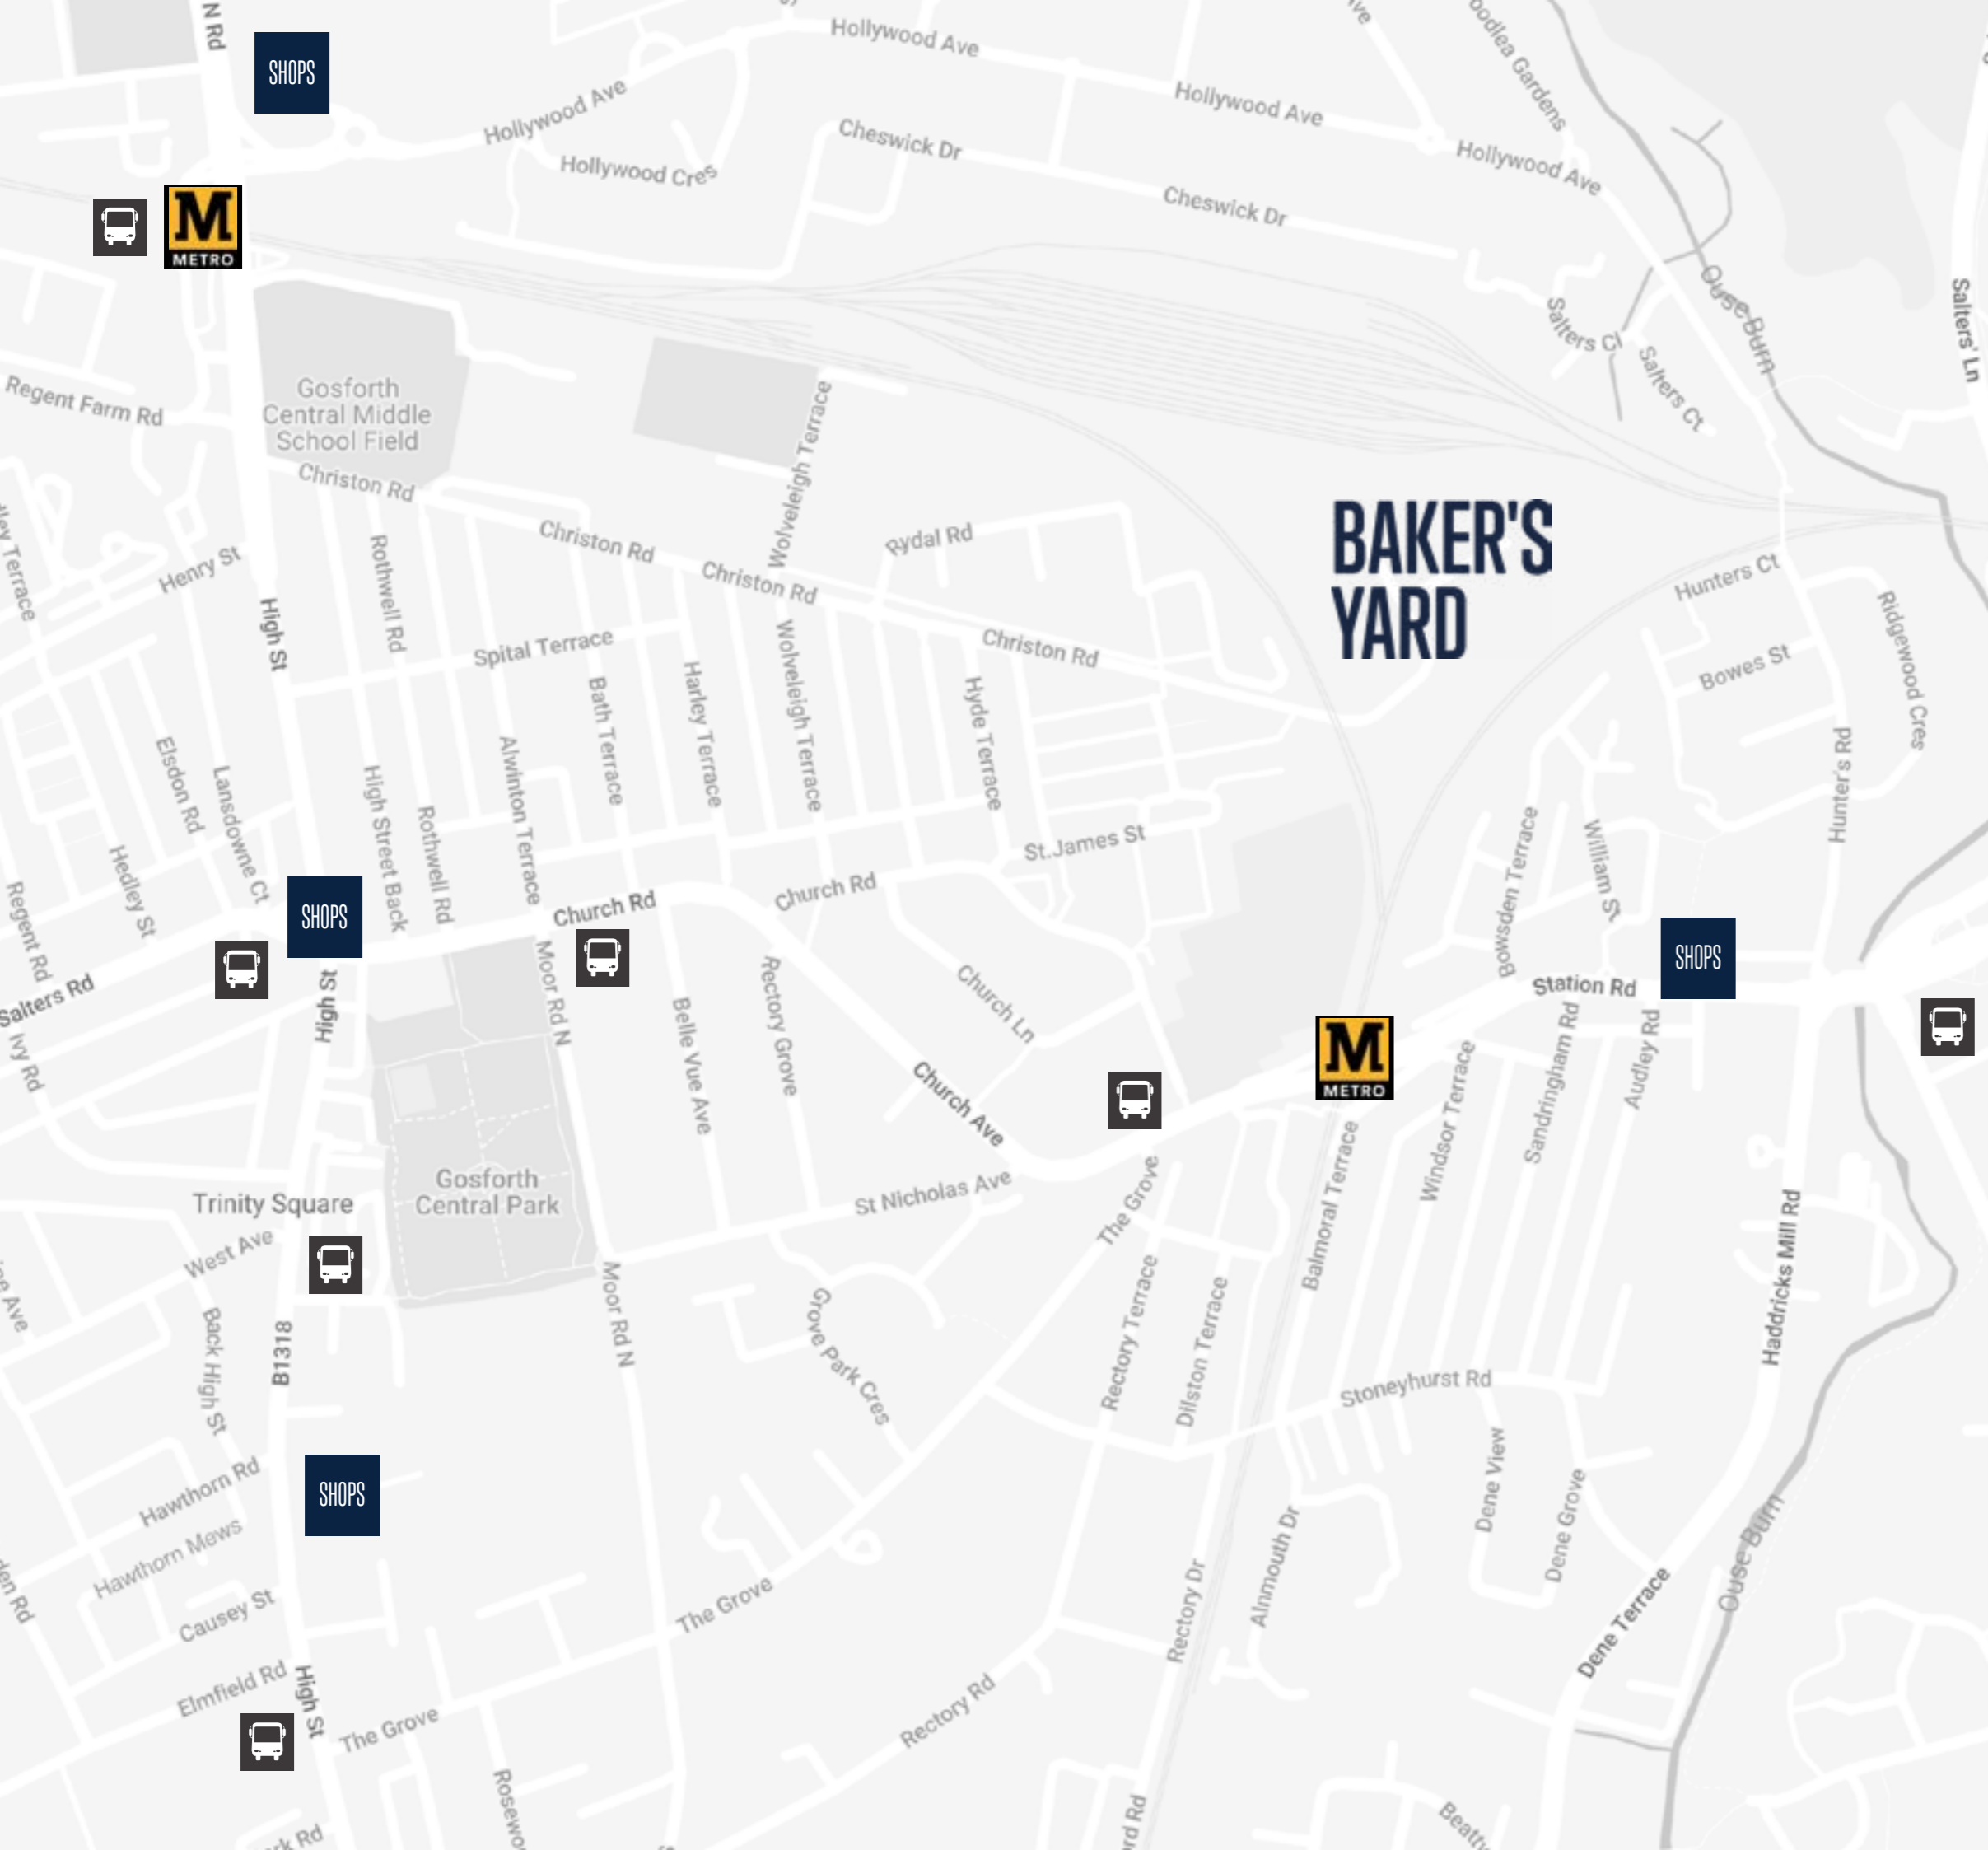 N Rd
SHOPS
Hollywood Ave
Hollywood Ave
Hollywood Ave
Hollywood Ave
Hollywood Cres
Cheswick Dr
Cheswick Dr
M
METRO
Ouse Burn
Salters' Ln
Salters Cl
Salters Ct
Regent Farm Rd
Gosforth
Central Middle
School Field
Christon Rd
Wolveleigh Terrace
Christon Rd
Rydal Rd
Christon Rd
Christon Rd
BAKER'S
YARD
Henry St
High St
Rothwell Rd
Spital Terrace
Hunters Ct
Bowes St
Ridgewood Cres
Hunter's Rd
Elsdon Rd
Lansdowne Ct
High Street Back
Rothwell Rd
Alwinton Terrace
Bath Terrace
Harley Terrace
Wolveleigh Terrace
Hyde Terrace
St.James St
Hedley St
Regent Rd
SHOPS
Church Rd
Church Rd
Bowsden Terrace
William St
Station Rd
SHOPS
Salters Rd
Ivy Rd
High St
Moor Rd N
Belle Vue Ave
Rectory Grove
Church Ln
Church Ave
M
METRO
Windsor Terrace
Sandringham Rd
Audley Rd
Gosforth
Central Park
Trinity Square
West Ave
St Nicholas Ave
The Grove
Balmoral Terrace
Haddricks Mill Rd
Back High St
B1318
Moor Rd N
Grove Park Cres
Rectory Terrace
Dilston Terrace
Stoneyhurst Rd
Dene View
Dene Grove
Hawthorn Rd
SHOPS
Hawthorn Mews
Causey St
The Grove
Alnmouth Dr
Rectory Dr
Ouse Burn
Dene Terrace
Elmfield Rd
High St
The Grove
Rectory Rd